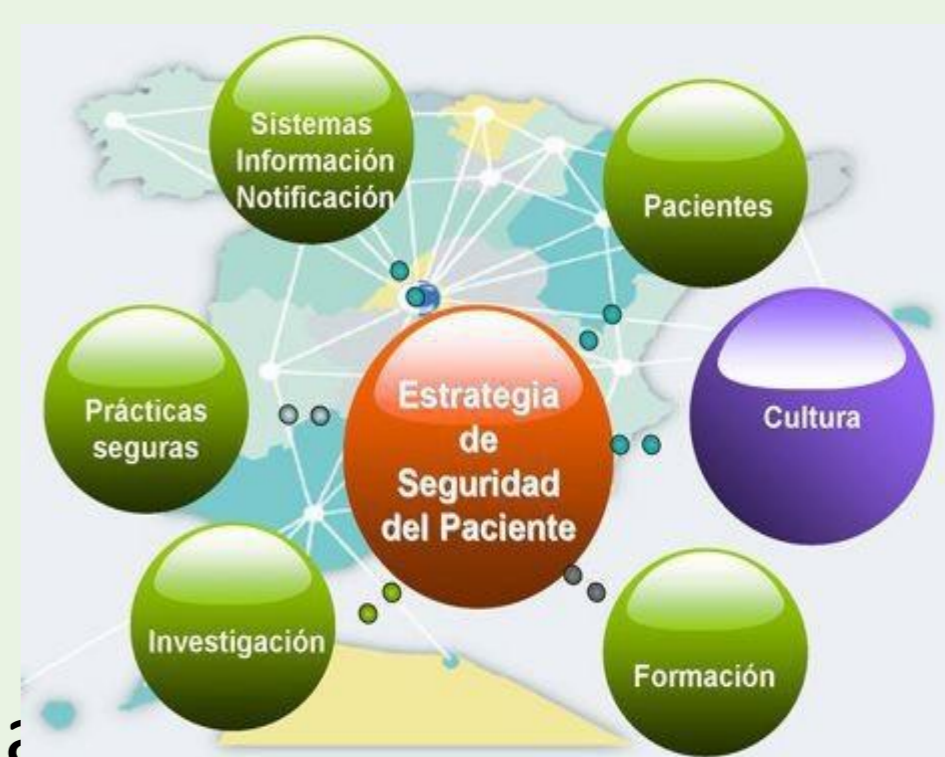 Sistemas
Información
Notificación
Pacientes
Prácticas
seguras
Estrategia
de
Seguridad
del Paciente
Cultura
Investigación
Formación